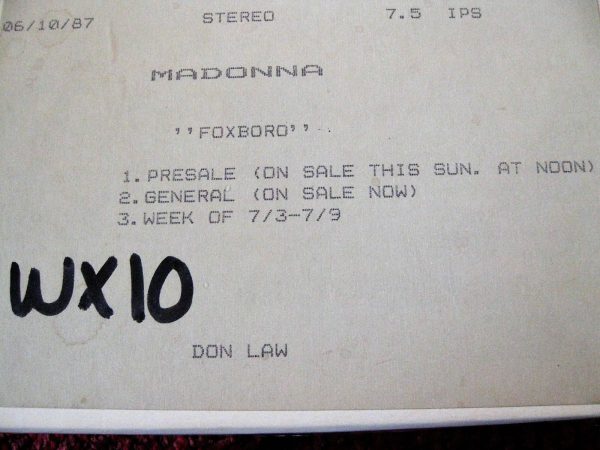 06/10/87 STEREO 7.5 IPS
MADONNA
''FOXBORO''
1. PRESALE (ON SALE THIS SUN. AT NOON)
2. GENERAL (ON SALE NOW)
3. WEEK OF 7/3-7/9
WX10
DON LAW